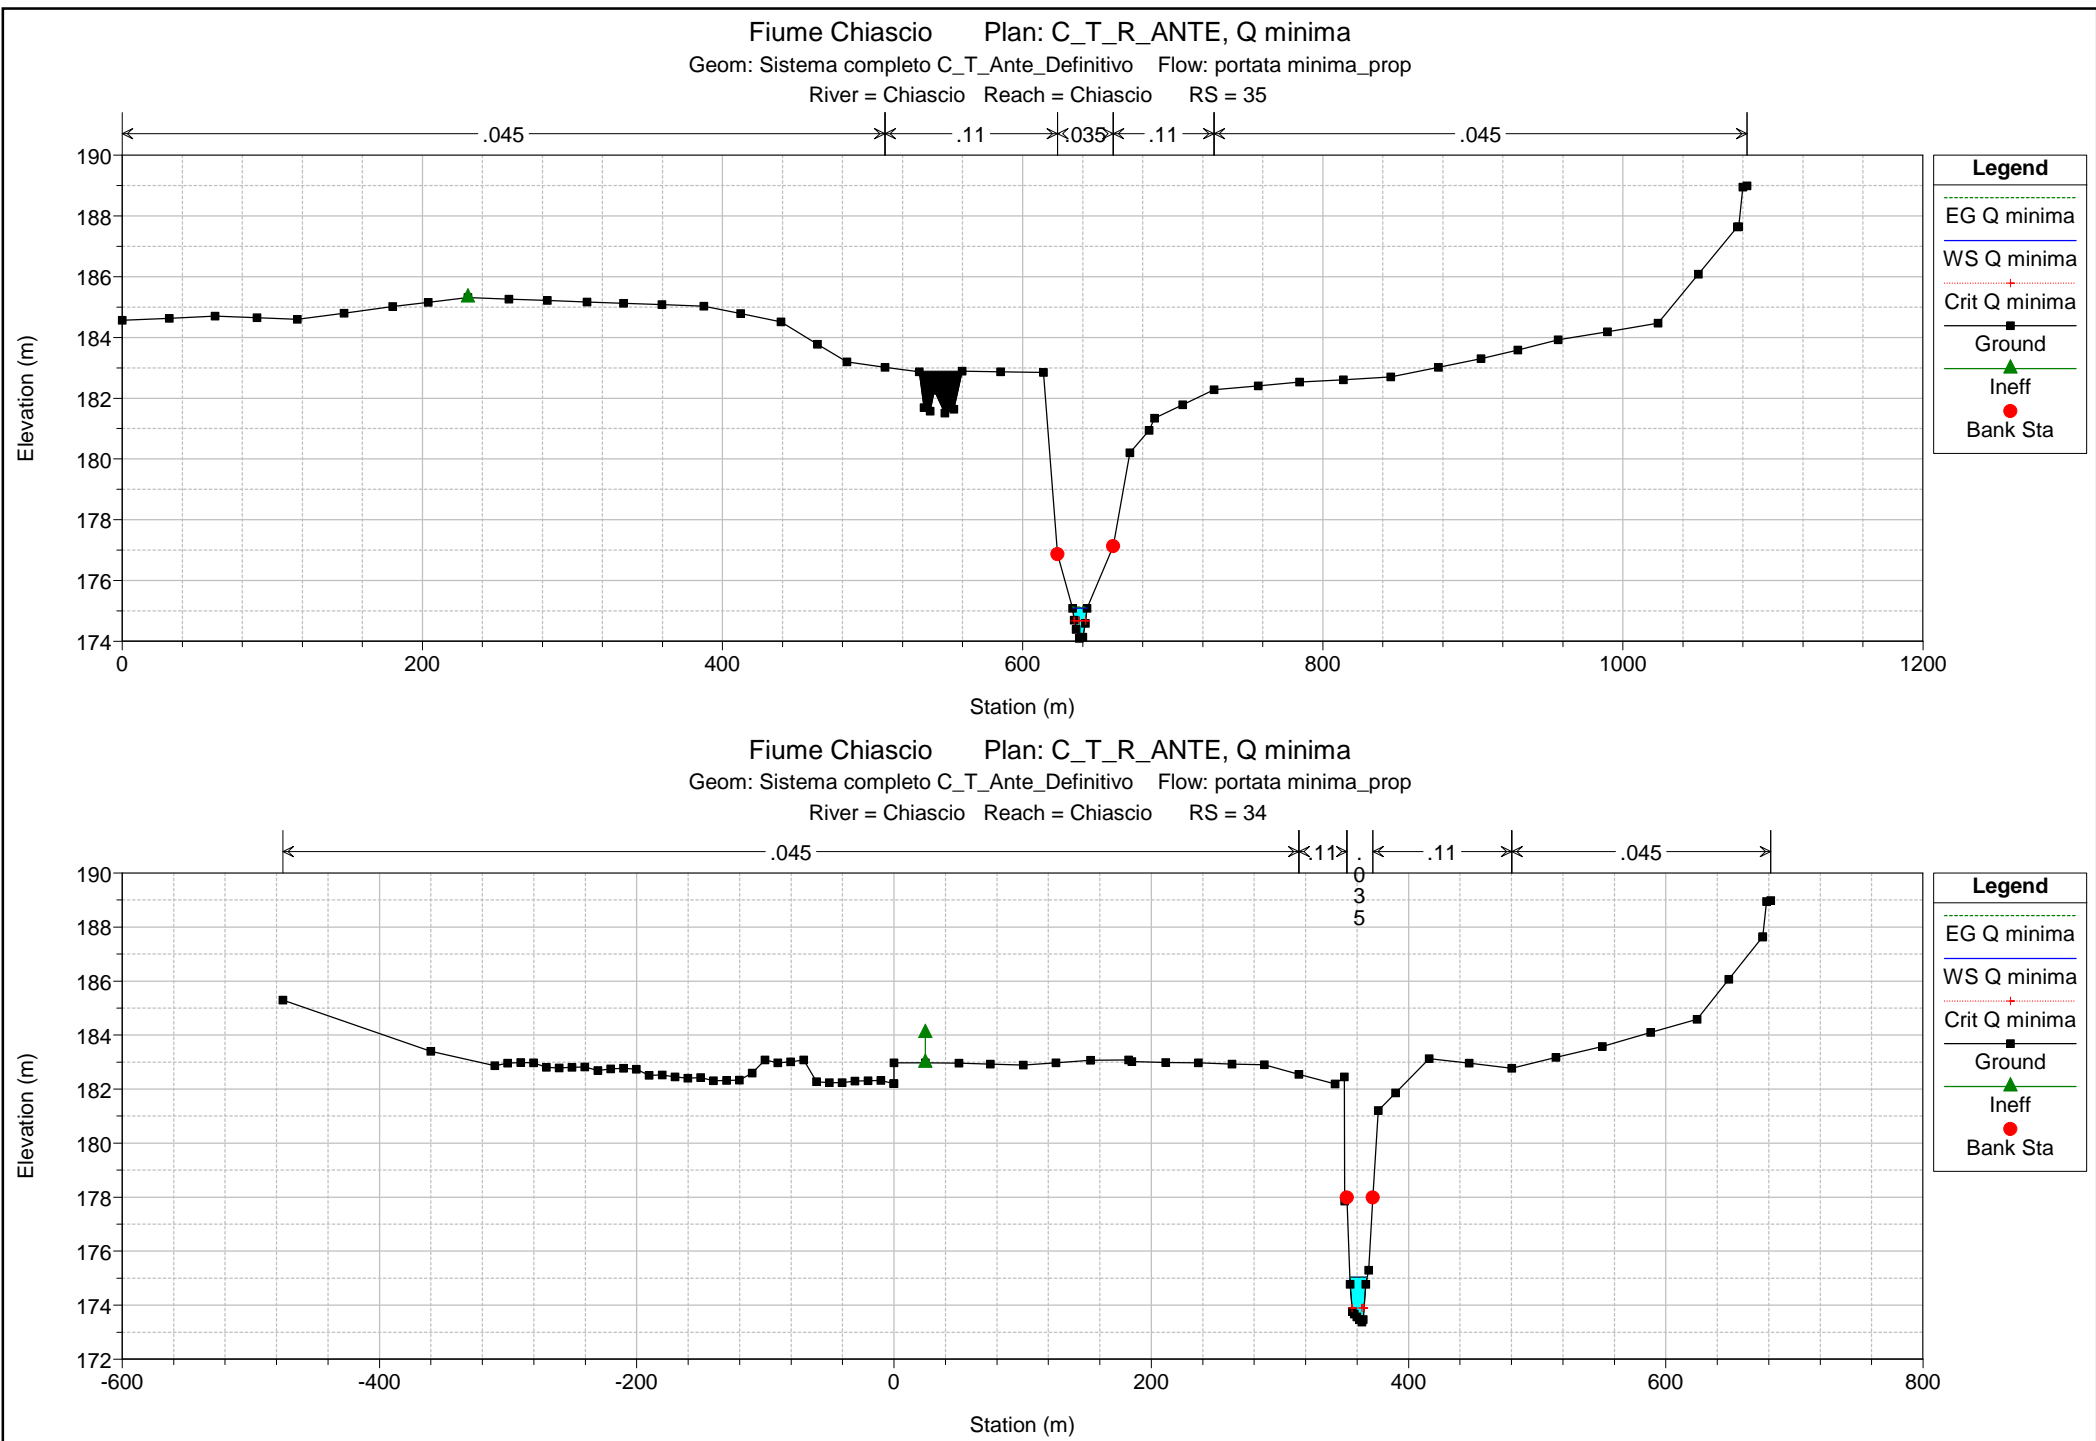 Fiume Chiascio Plan: C_T_R_ANTE, Q minima
Geom: Sistema completo C_T_Ante_Definitivo Flow: portata minima_prop
River = Chiascio Reach = Chiascio RS = 35
.045 .11 .035 .11 .045
190
188
186
184
182
180
178
176
174
Elevation (m)
0 200 400 600 800 1000 1200
Station (m)
Legend
EG Q minima
WS Q minima
Crit Q minima
Ground
Ineff
Bank Sta
Fiume Chiascio Plan: C_T_R_ANTE, Q minima
Geom: Sistema completo C_T_Ante_Definitivo Flow: portata minima_prop
River = Chiascio Reach = Chiascio RS = 34
.045 .11 .035 .11 .045
190
188
186
184
182
180
178
176
174
172
Elevation (m)
-600 -400 -200 0 200 400 600 800
Station (m)
Legend
EG Q minima
WS Q minima
Crit Q minima
Ground
Ineff
Bank Sta